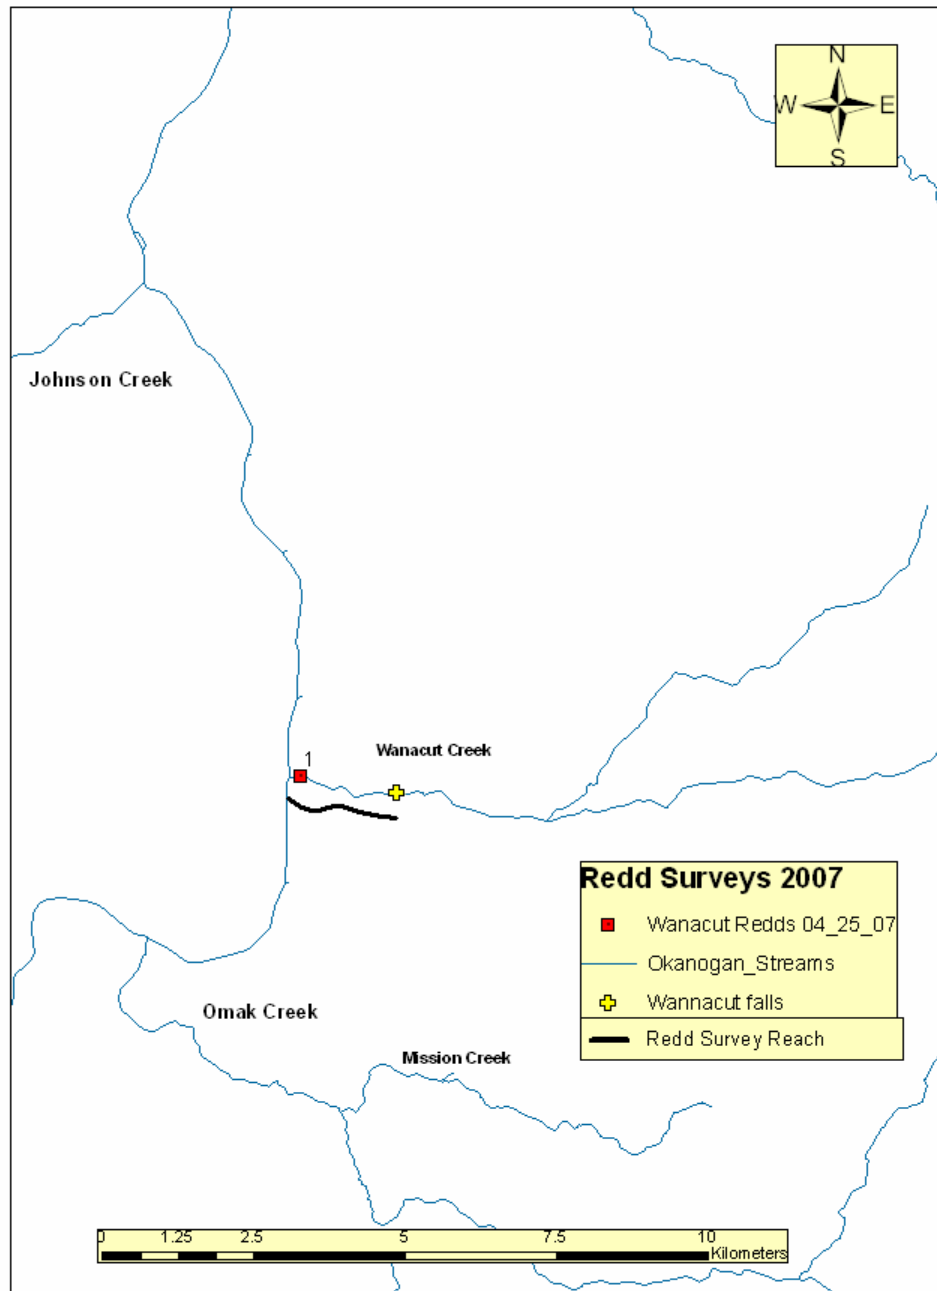 N
W E
S
Johnson Creek
1
Wanacut Creek
Redd Surveys 2007
Wanacut Redds 04_25_07
Okanogan_Streams
Wannacut falls
Redd Survey Reach
Omak Creek
Mission Creek
0 1.25 2.5 5 7.5 10
Kilometers